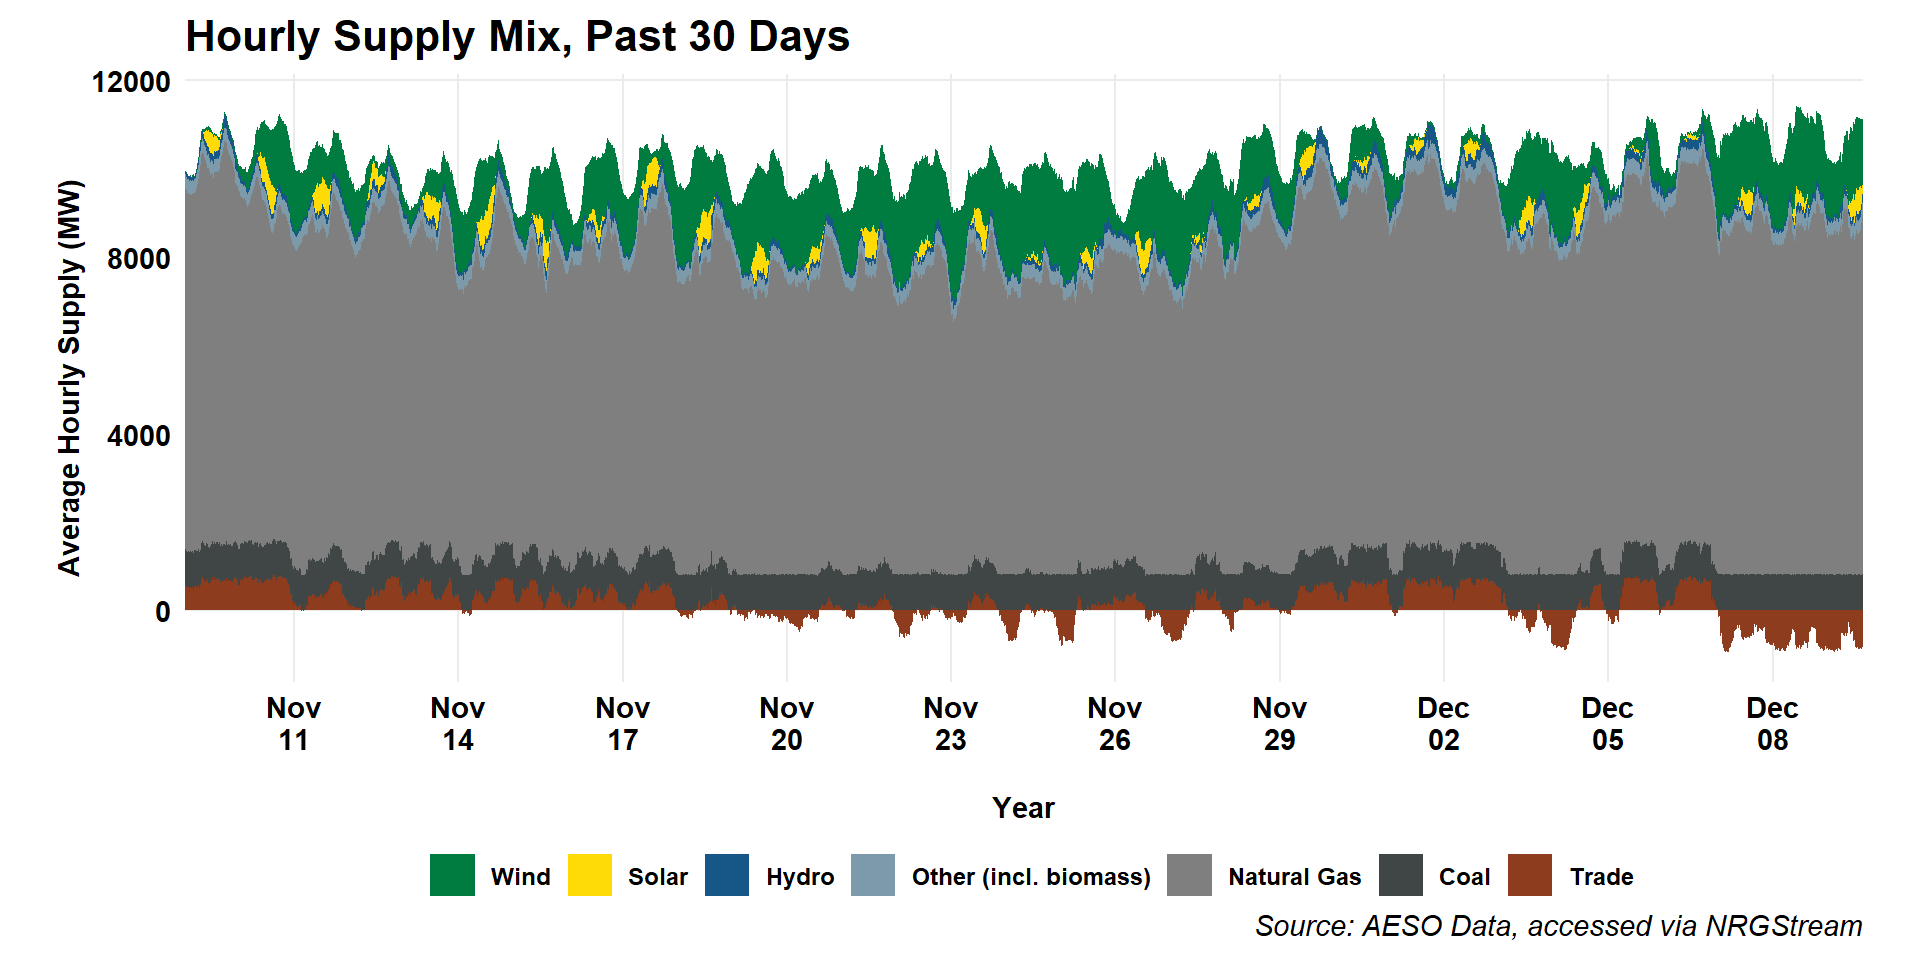 Hourly Supply Mix, Past 30 Days
Average Hourly Supply (MW)
12000
8000
4000
0
Nov 11
Nov 14
Nov 17
Nov 20
Nov 23
Nov 26
Nov 29
Dec 02
Dec 05
Dec 08
Year
Wind Solar Hydro Other (incl. biomass) Natural Gas Coal Trade
Source: AESO Data, accessed via NRGStream